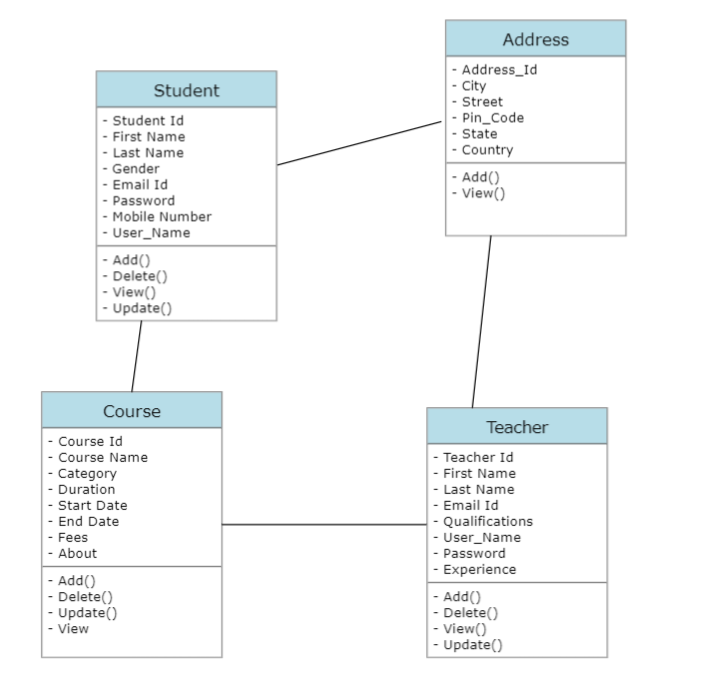 Address
- Address_Id
- City
- Street
- Pin_Code
- State
- Country
- Add()
- View()
Student
- Student Id
- First Name
- Last Name
- Gender
- Email Id
- Password
- Mobile Number
- User_Name
- Add()
- Delete()
- View()
- Update()
Course
- Course Id
- Course Name
- Category
- Duration
- Start Date
- End Date
- Fees
- About
- Add()
- Delete()
- Update()
- View
Teacher
- Teacher Id
- First Name
- Last Name
- Email Id
- Qualifications
- User_Name
- Password
- Experience
- Add()
- Delete()
- View()
- Update()